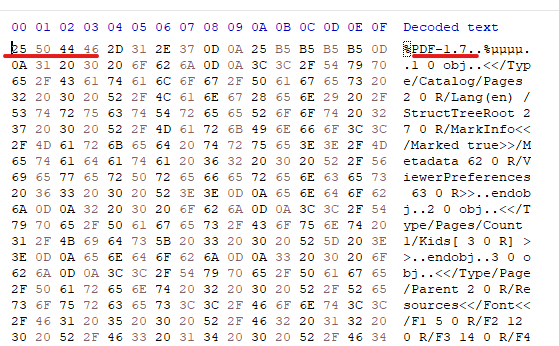 00 01 02 03 04 05 06 07 08 09 0A 0B 0C 0D 0E 0F Decoded text
25 50 44 46 2D 31 2E 37 0D 0A 25 B5 B5 B5 B5 0D %PDF-1.7..%µµµµ.
0A 31 20 30 20 6F 62 6A 0D 0A 3C 3C 2F 54 79 70 .1 0 obj..<</Typ
65 2F 43 61 74 61 6C 6F 67 2F 50 61 67 65 73 20 e/Catalog/Pages
32 20 30 20 52 2F 4C 61 6E 67 28 65 6E 29 20 2F 2 0 R/Lang(en) /
53 74 72 75 63 74 54 72 65 65 52 6F 6F 74 20 32 StructTreeRoot 2
37 20 30 20 52 2F 4D 61 72 6B 49 6E 66 6F 3C 3C 7 0 R/MarkInfo<<
2F 4D 61 72 6B 65 64 20 74 72 75 65 3E 3E 2F 4D /Marked true>>/M
65 74 61 64 61 74 61 20 36 32 20 30 20 52 2F 56 etadata 62 0 R/V
69 65 77 65 72 50 72 65 66 65 72 65 6E 63 65 73 iewerPreferences
20 36 33 20 30 20 52 3E 3E 0D 0A 65 6E 64 6F 62 63 0 R>>..endob
6A 0D 0A 32 20 30 20 6F 62 6A 0D 0A 3C 3C 2F 54 j..2 0 obj..<</T
79 70 65 2F 50 61 67 65 73 2F 43 6F 75 6E 74 20 ype/Pages/Count
31 2F 4B 69 64 73 5B 20 33 20 30 20 52 5D 20 3E 1/Kids[ 3 0 R] >
3E 0D 0A 65 6E 64 6F 62 6A 0D 0A 33 20 30 20 6F >..endobj..3 0 o
62 6A 0D 0A 3C 3C 2F 54 79 70 65 2F 50 61 67 65 bj..<</Type/Page
2F 50 61 72 65 6E 74 20 32 20 30 20 52 2F 52 65 /Parent 2 0 R/Re
73 6F 75 72 63 65 73 3C 3C 2F 46 6F 6E 74 3C 3C sources<</Font<<
2F 46 31 20 35 20 30 20 52 2F 46 32 20 31 32 20 /F1 5 0 R/F2 12
30 20 52 2F 46 33 20 31 34 20 30 20 52 2F 46 34 0 R/F3 14 0 R/F4